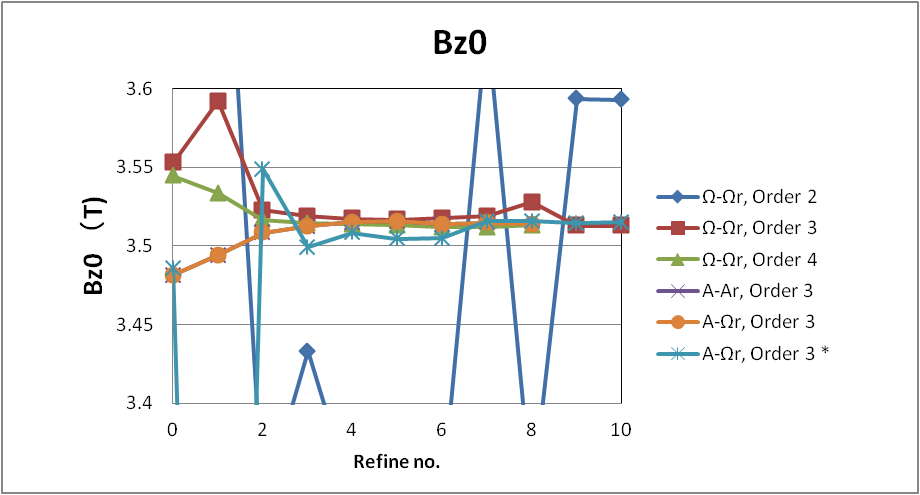 Bz0
3.6
3.55
3.5
3.45
3.4
Bz0 (T)
0 2 4 6 8 10
Refine no.
Ω-Ωr, Order 2
Ω-Ωr, Order 3
Ω-Ωr, Order 4
A-Ar, Order 3
A-Ωr, Order 3
A-Ωr, Order 3 *